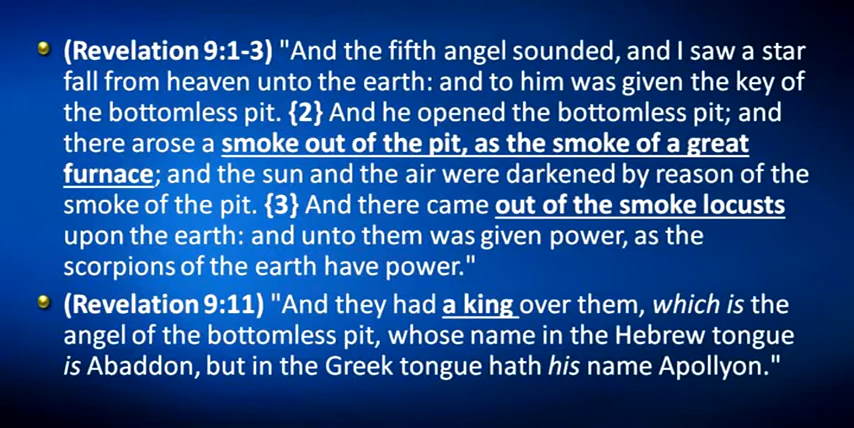 (Revelation 9:1-3) "And the fifth angel sounded, and I saw a star
fall from heaven unto the earth: and to him was given the key of
the bottomless pit. {2} And he opened the bottomless pit; and
there arose a smoke out of the pit, as the smoke of a great
furnace; and the sun and the air were darkened by reason of the
smoke of the pit. {3} And there came out of the smoke locusts
upon the earth: and unto them was given power, as the
scorpions of the earth have power."
(Revelation 9:11) "And they had a king over them, which is the
angel of the bottomless pit, whose name in the Hebrew tongue
is Abaddon, but in the Greek tongue hath his name Apollyon."